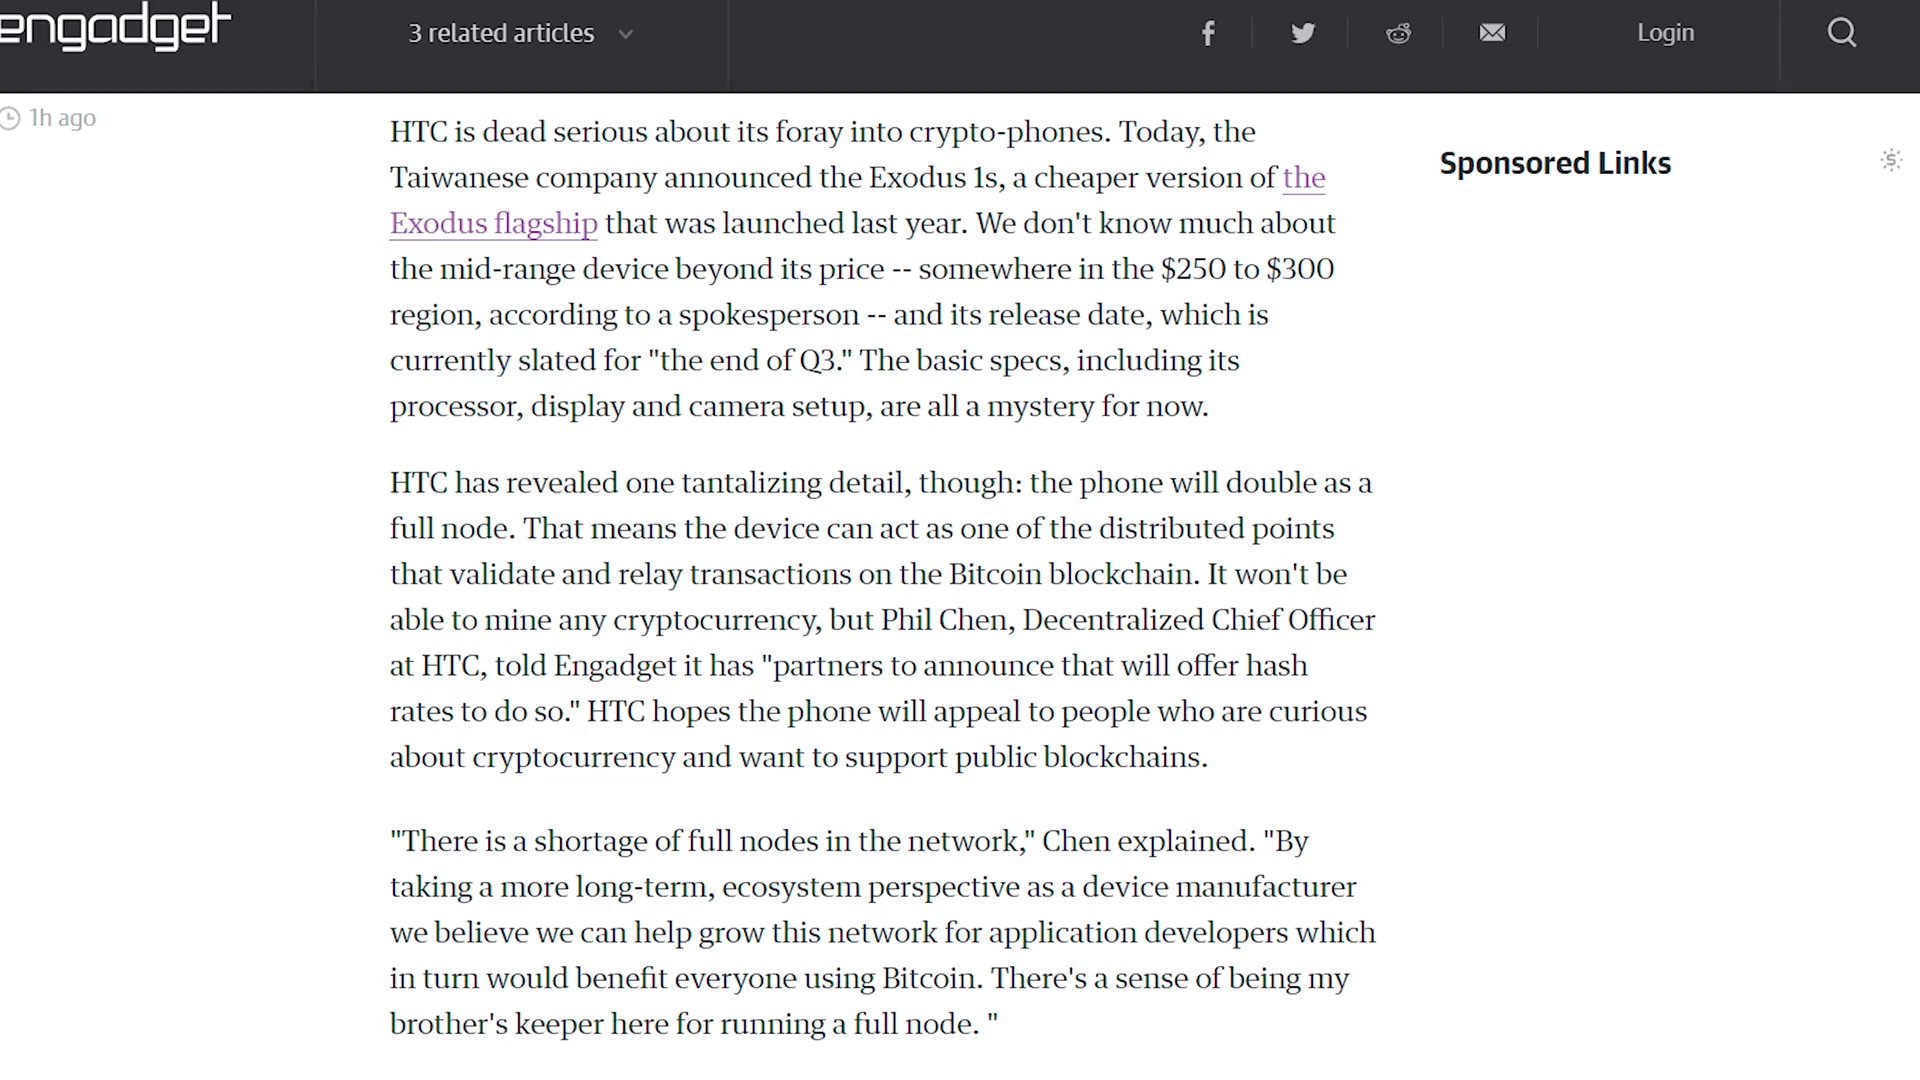 engadget
3 related articles
Login
1h ago
HTC is dead serious about its foray into crypto-phones. Today, the
Taiwanese company announced the Exodus 1s, a cheaper version of the
Exodus flagship that was launched last year. We don't know much about
the mid-range device beyond its price -- somewhere in the $250 to $300
region, according to a spokesperson -- and its release date, which is
currently slated for "the end of Q3." The basic specs, including its
processor, display and camera setup, are all a mystery for now.
Sponsored Links
HTC has revealed one tantalizing detail, though: the phone will double as a
full node. That means the device can act as one of the distributed points
that validate and relay transactions on the Bitcoin blockchain. It won't be
able to mine any cryptocurrency, but Phil Chen, Decentralized Chief Officer
at HTC, told Engadget it has "partners to announce that will offer hash
rates to do so." HTC hopes the phone will appeal to people who are curious
about cryptocurrency and want to support public blockchains.
"There is a shortage of full nodes in the network," Chen explained. "By
taking a more long-term, ecosystem perspective as a device manufacturer
we believe we can help grow this network for application developers which
in turn would benefit everyone using Bitcoin. There's a sense of being my
brother's keeper here for running a full node. "